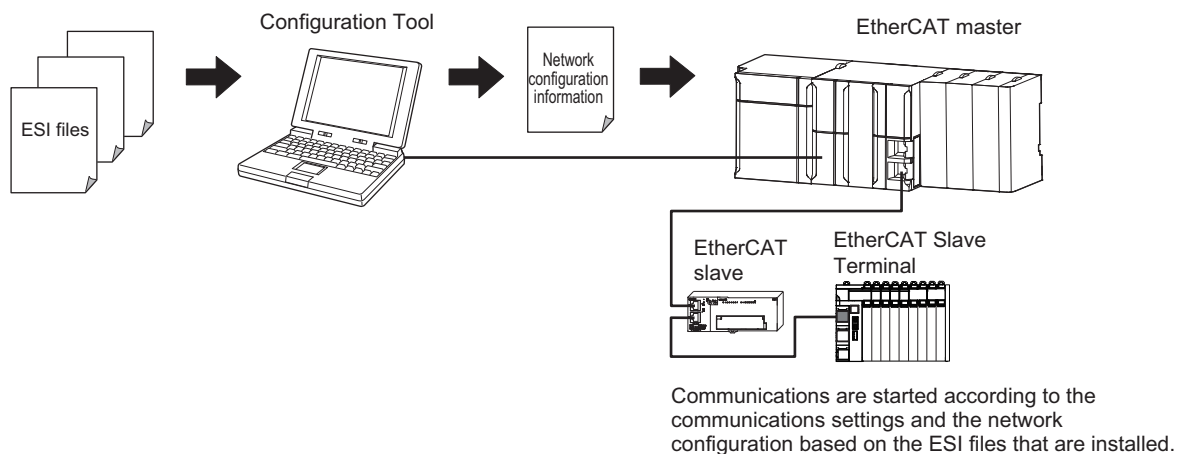 Configuration Tool
EtherCAT master
ESI files
Network
configuration
information
EtherCAT
slave
EtherCAT Slave
Terminal
Communications are started according to the
communications settings and the network
configuration based on the ESI files that are installed.